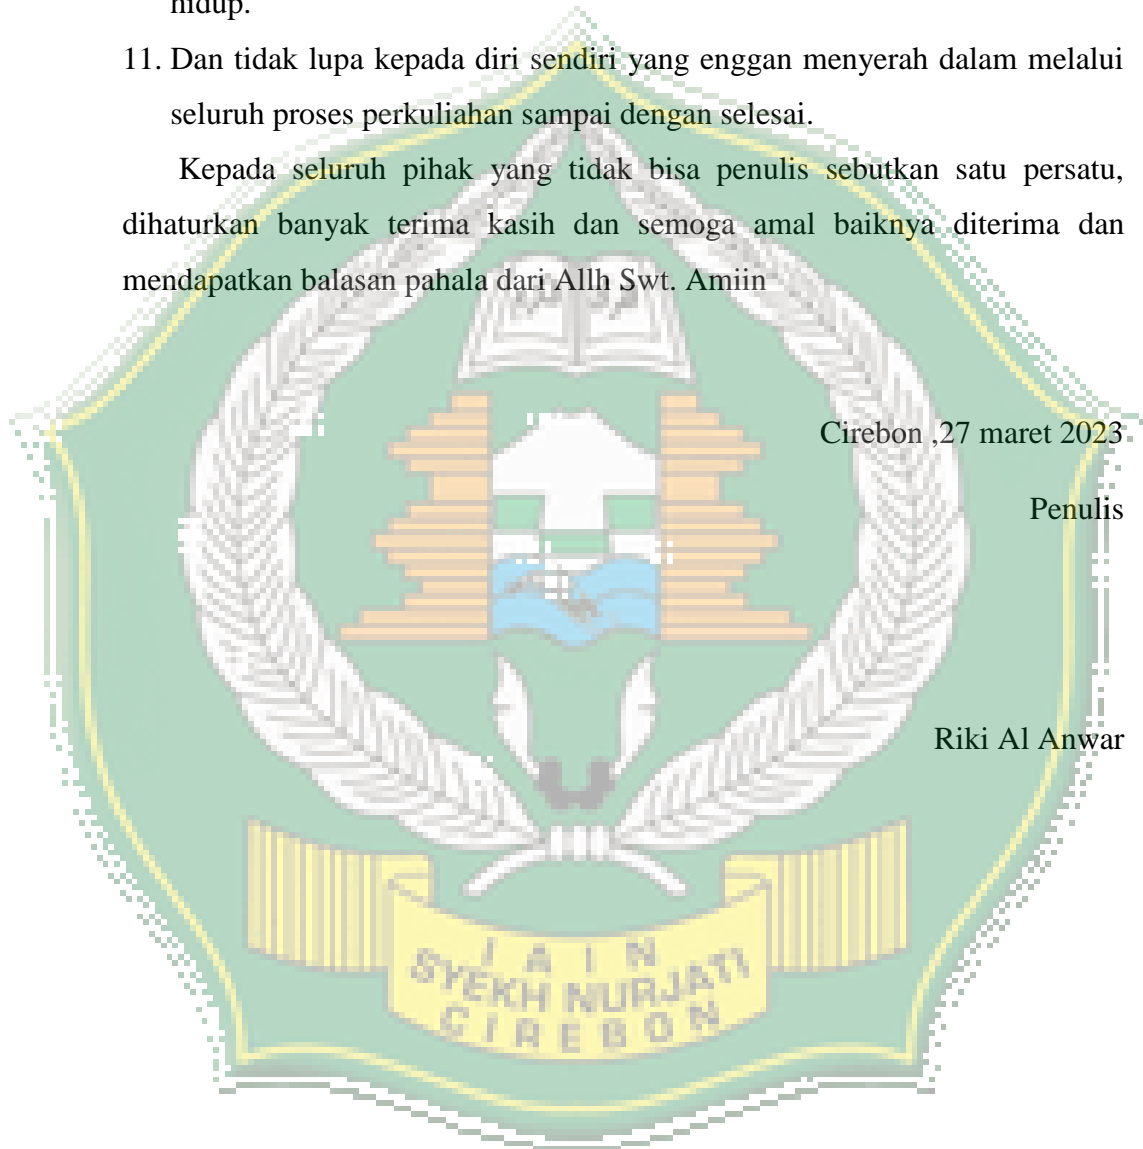 hidup.
11. Dan tidak lupa kepada diri sendiri yang enggan menyerah dalam melalui
seluruh proses perkuliahan sampai dengan selesai.
Kepada seluruh pihak yang tidak bisa penulis sebutkan satu persatu,
dihaturkan banyak terima kasih dan semoga amal baiknya diterima dan
mendapatkan balasan pahala dari Allh Swt. Amiin
Cirebon ,27 maret 2023
Penulis
Riki Al Anwar
IAIN
SYEKH NURJATI
CIREBON